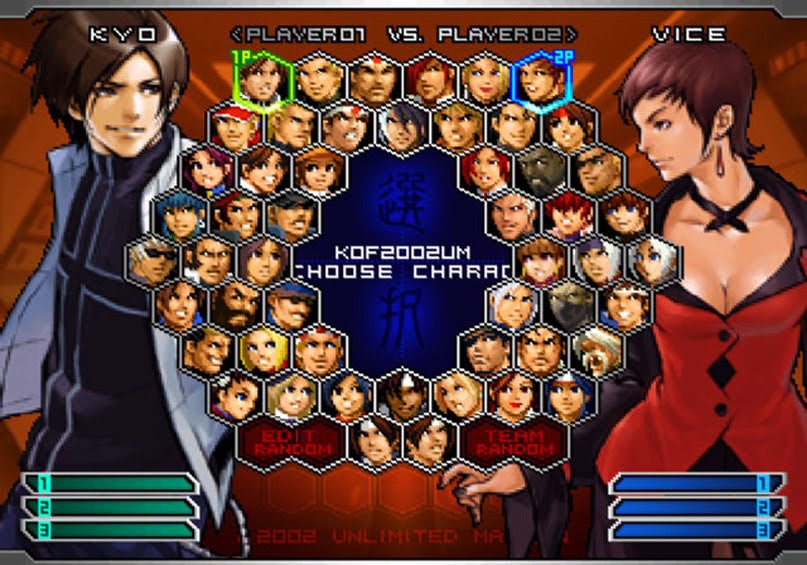 KYO
<PLAYER01 VS. PLAYER02>
VICE
1P
2P
選
KOF2002UM
CHOOSE CHARAC
択
EDIT
RANDOM
TEAM
RANDOM
1
2
3
1
2
3
2002 UNLIMITED MA